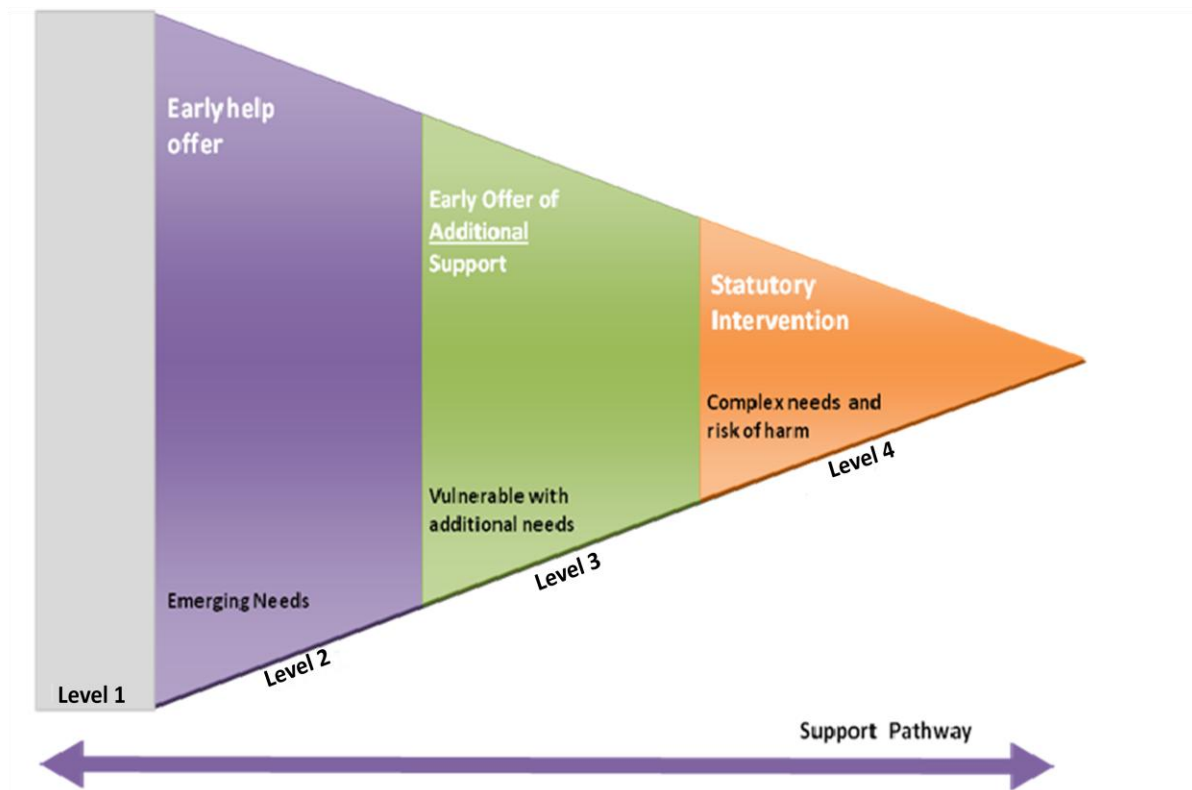 Early help
offer
Early Offer of
Additional
Support
Statutory
Intervention
Complex needs and
risk of harm
Level 4
Vulnerable with
additional needs
Level 3
Emerging Needs
Level 2
Level 1
Support Pathway